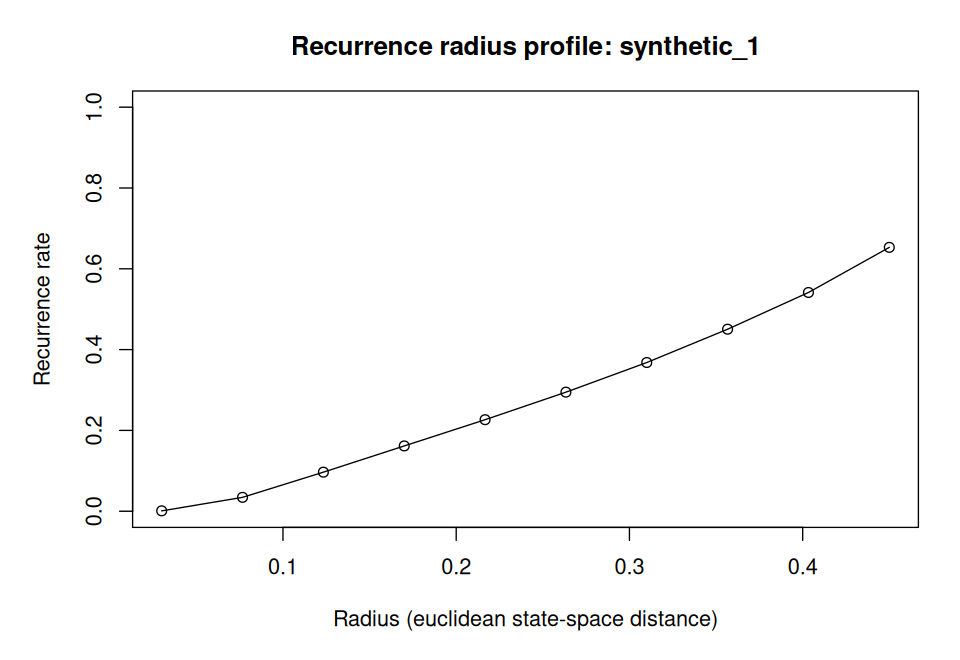 Recurrence radius profile: synthetic_1
1.0
0.8
0.6
0.4
0.2
0.0
Recurrence rate
0.1 0.2 0.3 0.4
Radius (euclidean state-space distance)